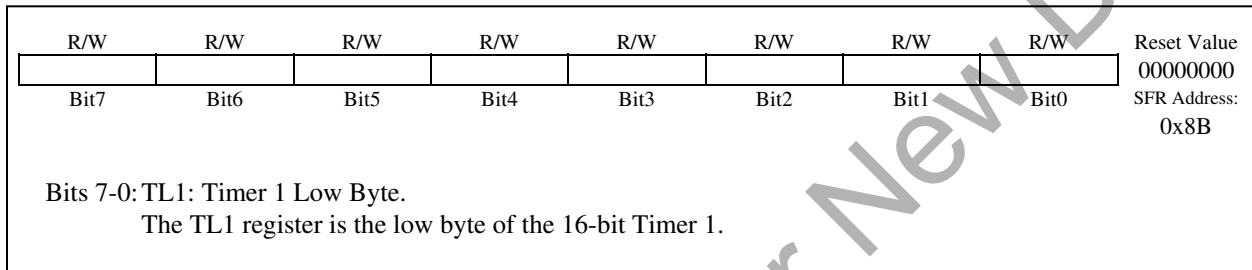 R/W R/W R/W R/W R/W R/W R/W R/W Reset Value
00000000
Bit7 Bit6 Bit5 Bit4 Bit3 Bit2 Bit1 Bit0 SFR Address:
0x8B
Bits 7-0: TL1: Timer 1 Low Byte.
The TL1 register is the low byte of the 16-bit Timer 1.
New